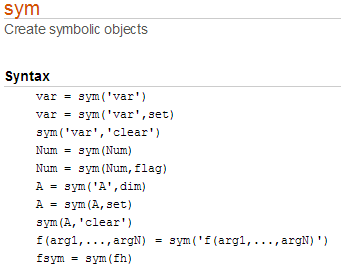 sym
Create symbolic objects
Syntax
var = sym('var')
var = sym('var',set)
sym('var','clear')
Num = sym(Num)
Num = sym(Num,flag)
A = sym('A',dim)
A = sym(A,set)
sym(A,'clear')
f(arg1,...,argN) = sym('f(arg1,...,argN)')
fsym = sym(fh)